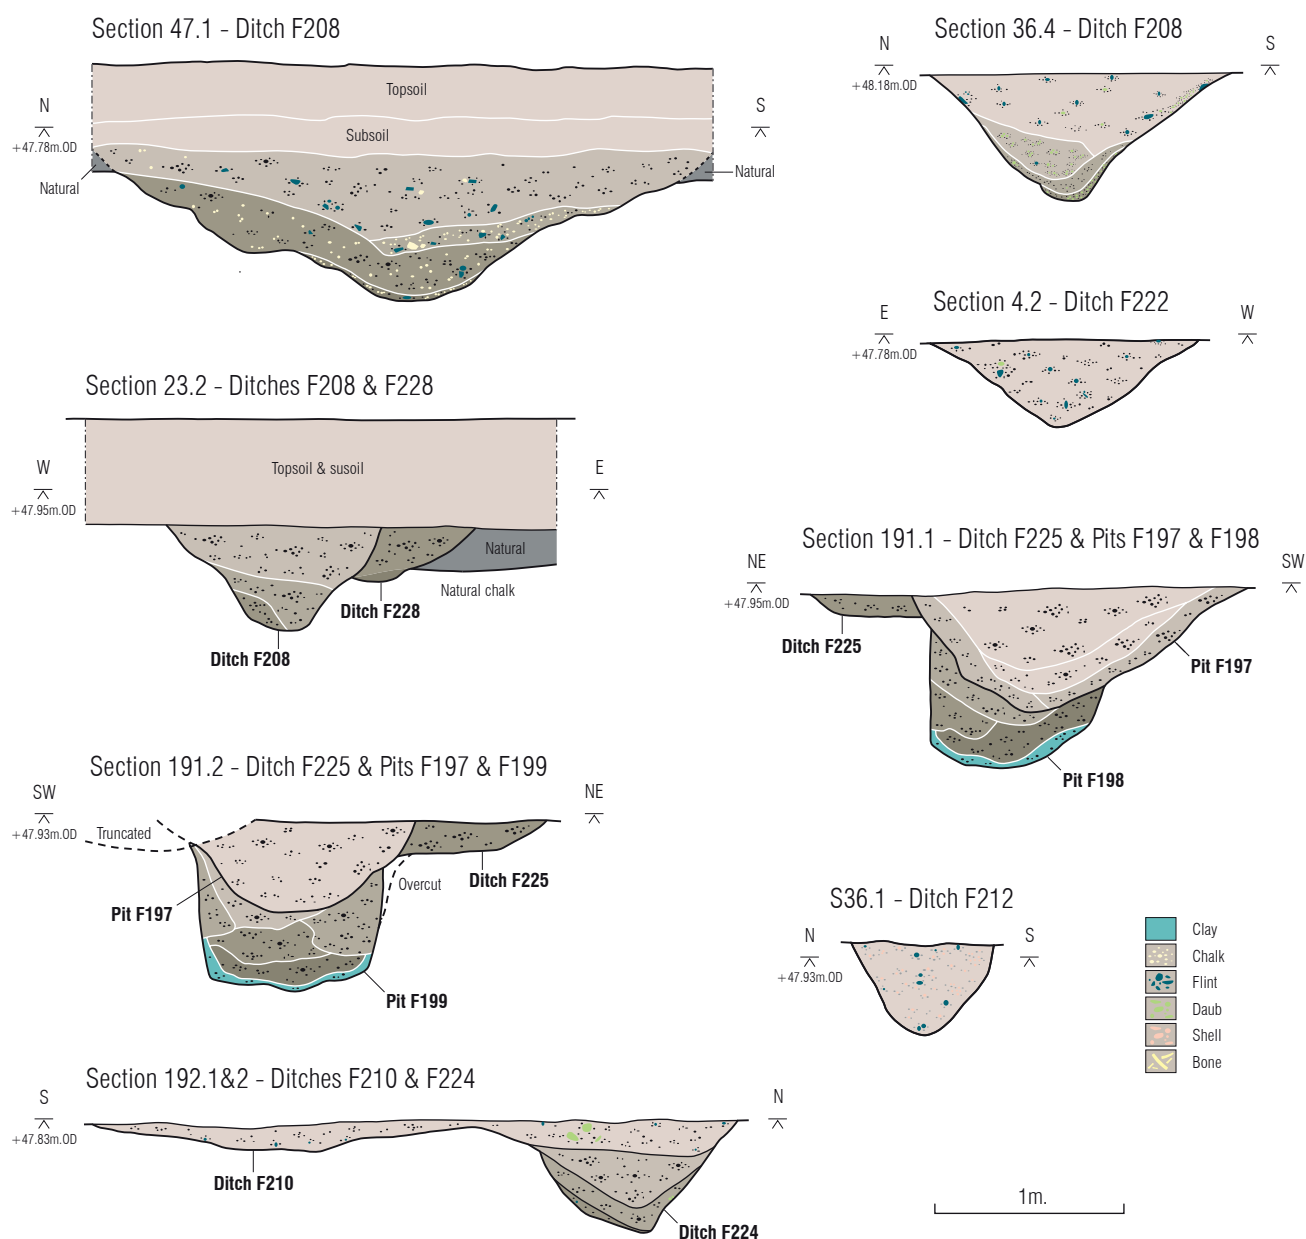 Section 47.1 - Ditch F208
N
+47.78m.OD
S
Topsoil
Subsoil
Natural
Natural
Section 36.4 - Ditch F208
N
+48.18m.OD
S
Section 4.2 - Ditch F222
E
+47.78m.OD
W
Section 23.2 - Ditches F208 & F228
W
+47.95m.OD
E
Topsoil & susoil
Natural
Natural chalk
Ditch F228
Ditch F208
Section 191.1 - Ditch F225 & Pits F197 & F198
NE
+47.95m.OD
SW
Ditch F225
Pit F197
Pit F198
Section 191.2 - Ditch F225 & Pits F197 & F199
SW
+47.93m.OD
NE
Truncated
Overcut
Ditch F225
Pit F197
Pit F199
S36.1 - Ditch F212
N
+47.93m.OD
S
Clay
Chalk
Flint
Daub
Shell
Bone
Section 192.1&2 - Ditches F210 & F224
S
+47.83m.OD
N
Ditch F210
Ditch F224
1m.